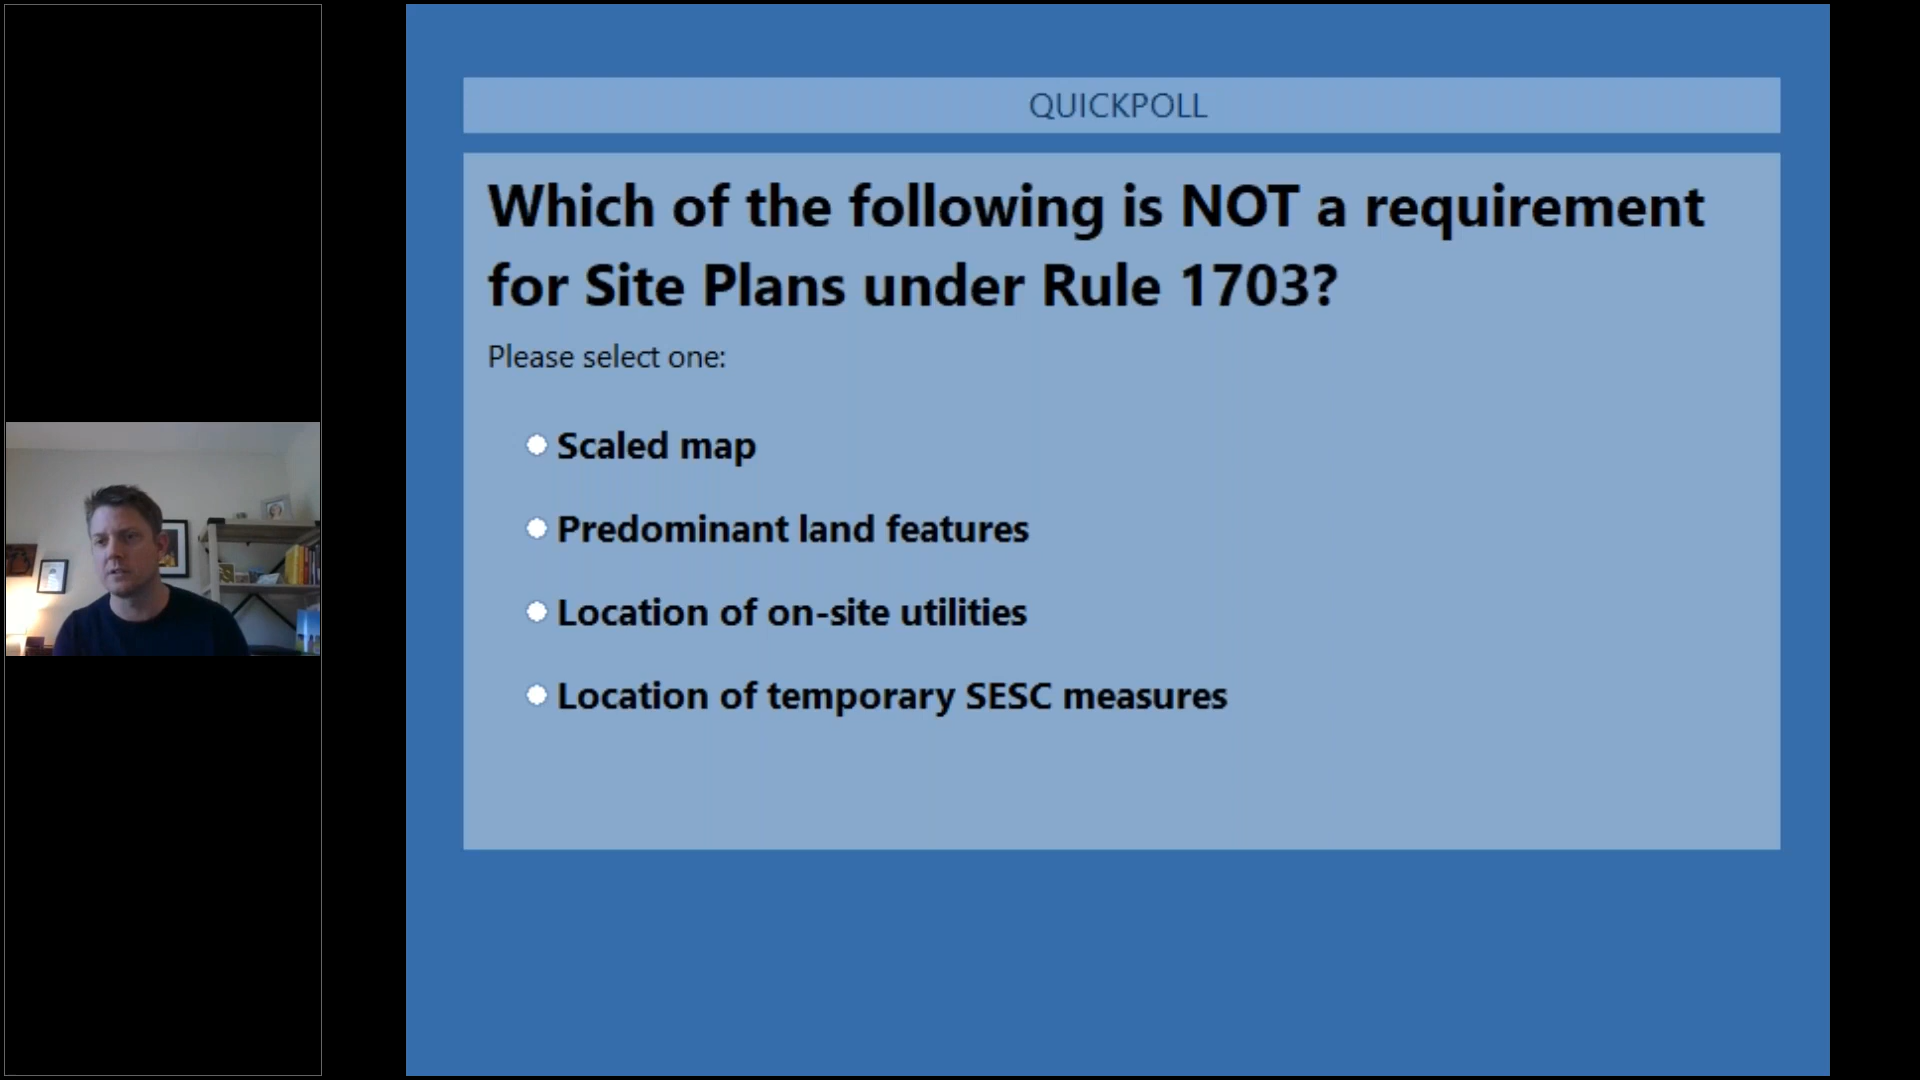 QUICKPOLL
Which of the following is NOT a requirement
for Site Plans under Rule 1703?
Please select one:
Scaled map
Predominant land features
Location of on-site utilities
Location of temporary SESC measures